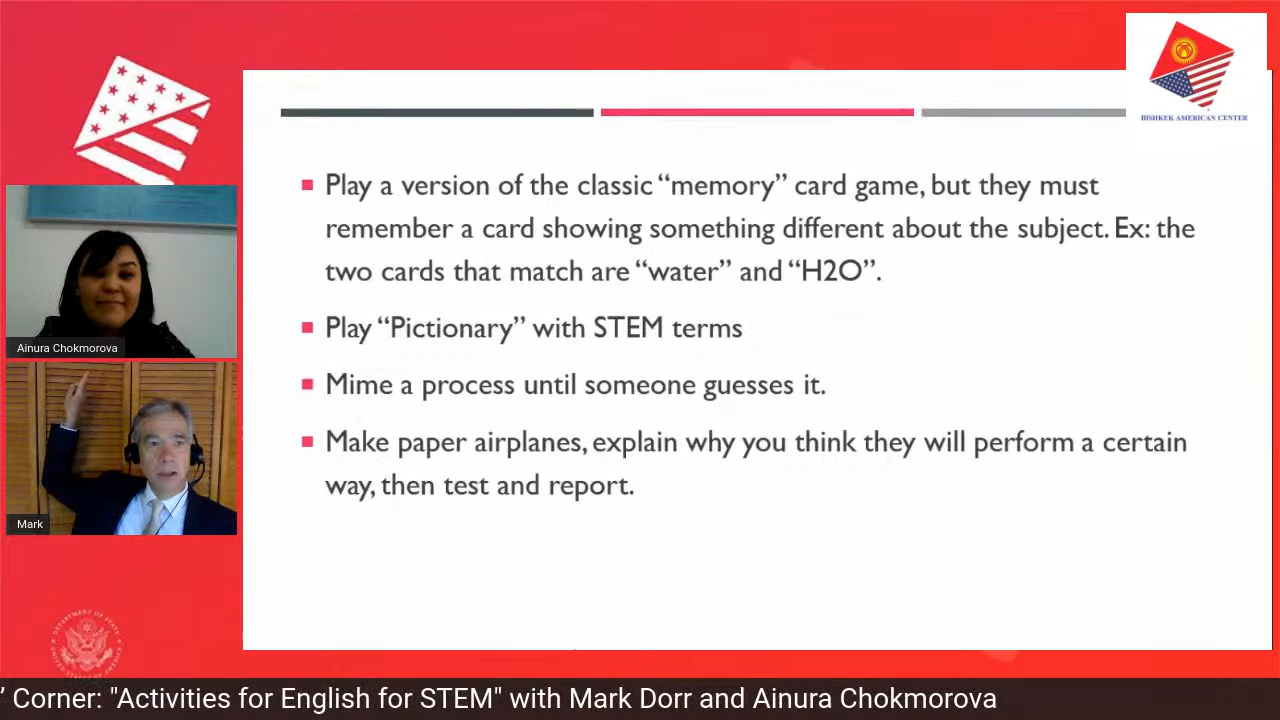 BISHKEK AMERICAN CENTER
Play a version of the classic “memory” card game, but they must
remember a card showing something different about the subject. Ex: the
two cards that match are “water” and “H2O”.
Play “Pictionary” with STEM terms
Mime a process until someone guesses it.
Make paper airplanes, explain why you think they will perform a certain
way, then test and report.
Ainura Chokmorova
Mark
DEPARTMENT OF STATE
’ Corner: "Activities for English for STEM" with Mark Dorr and Ainura Chokmorova